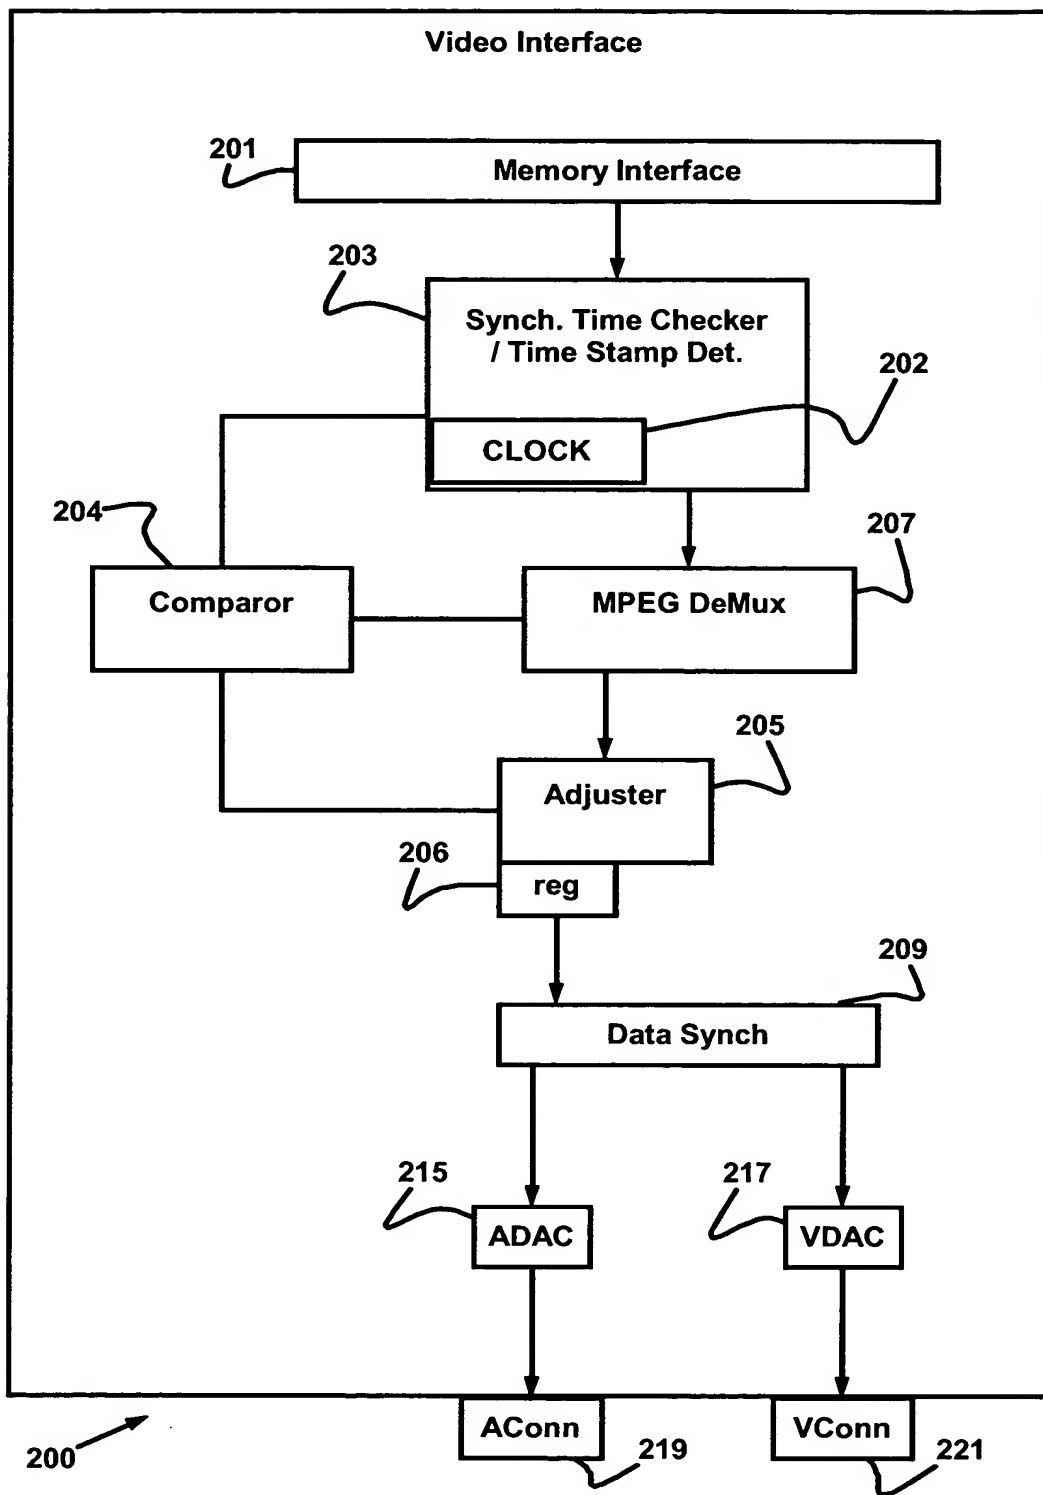 Video Interface
201
Memory Interface
203
Synch. Time Checker
/ Time Stamp Det.
202
CLOCK
204
207
Comparor
MPEG DeMux
205
Adjuster
206
reg
209
Data Synch
215
217
ADAC
VDAC
200
AConn
219
VConn
221